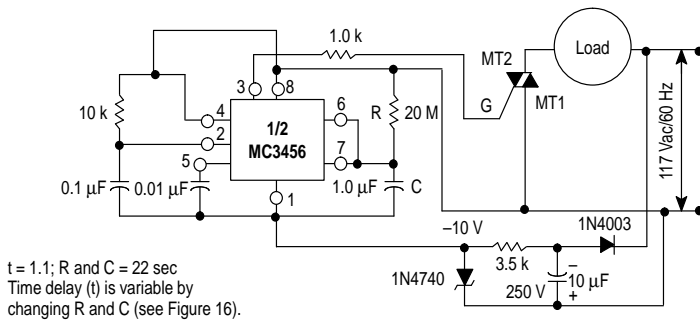 1.0 k
MT2
Load
3
8
G
MT1
10 k
4
6
R
20 M
1/2
MC3456
2
7
5
117 Vac/60 Hz
0.1 µF
0.01 µF
1.0 µF
C
1
–10 V
1N4003
3.5 k
1N4740
–
10 µF
250 V
+
t = 1.1; R and C = 22 sec
Time delay (t) is variable by
changing R and C (see Figure 16).